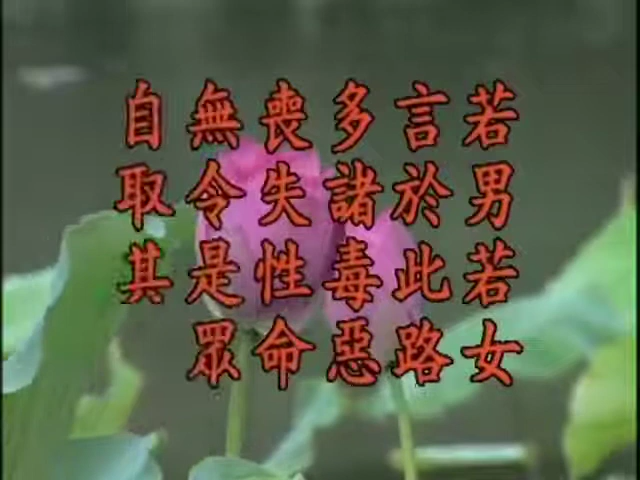 若男若女
言於此路
多諸毒惡
喪失性命
無令是眾
自取其